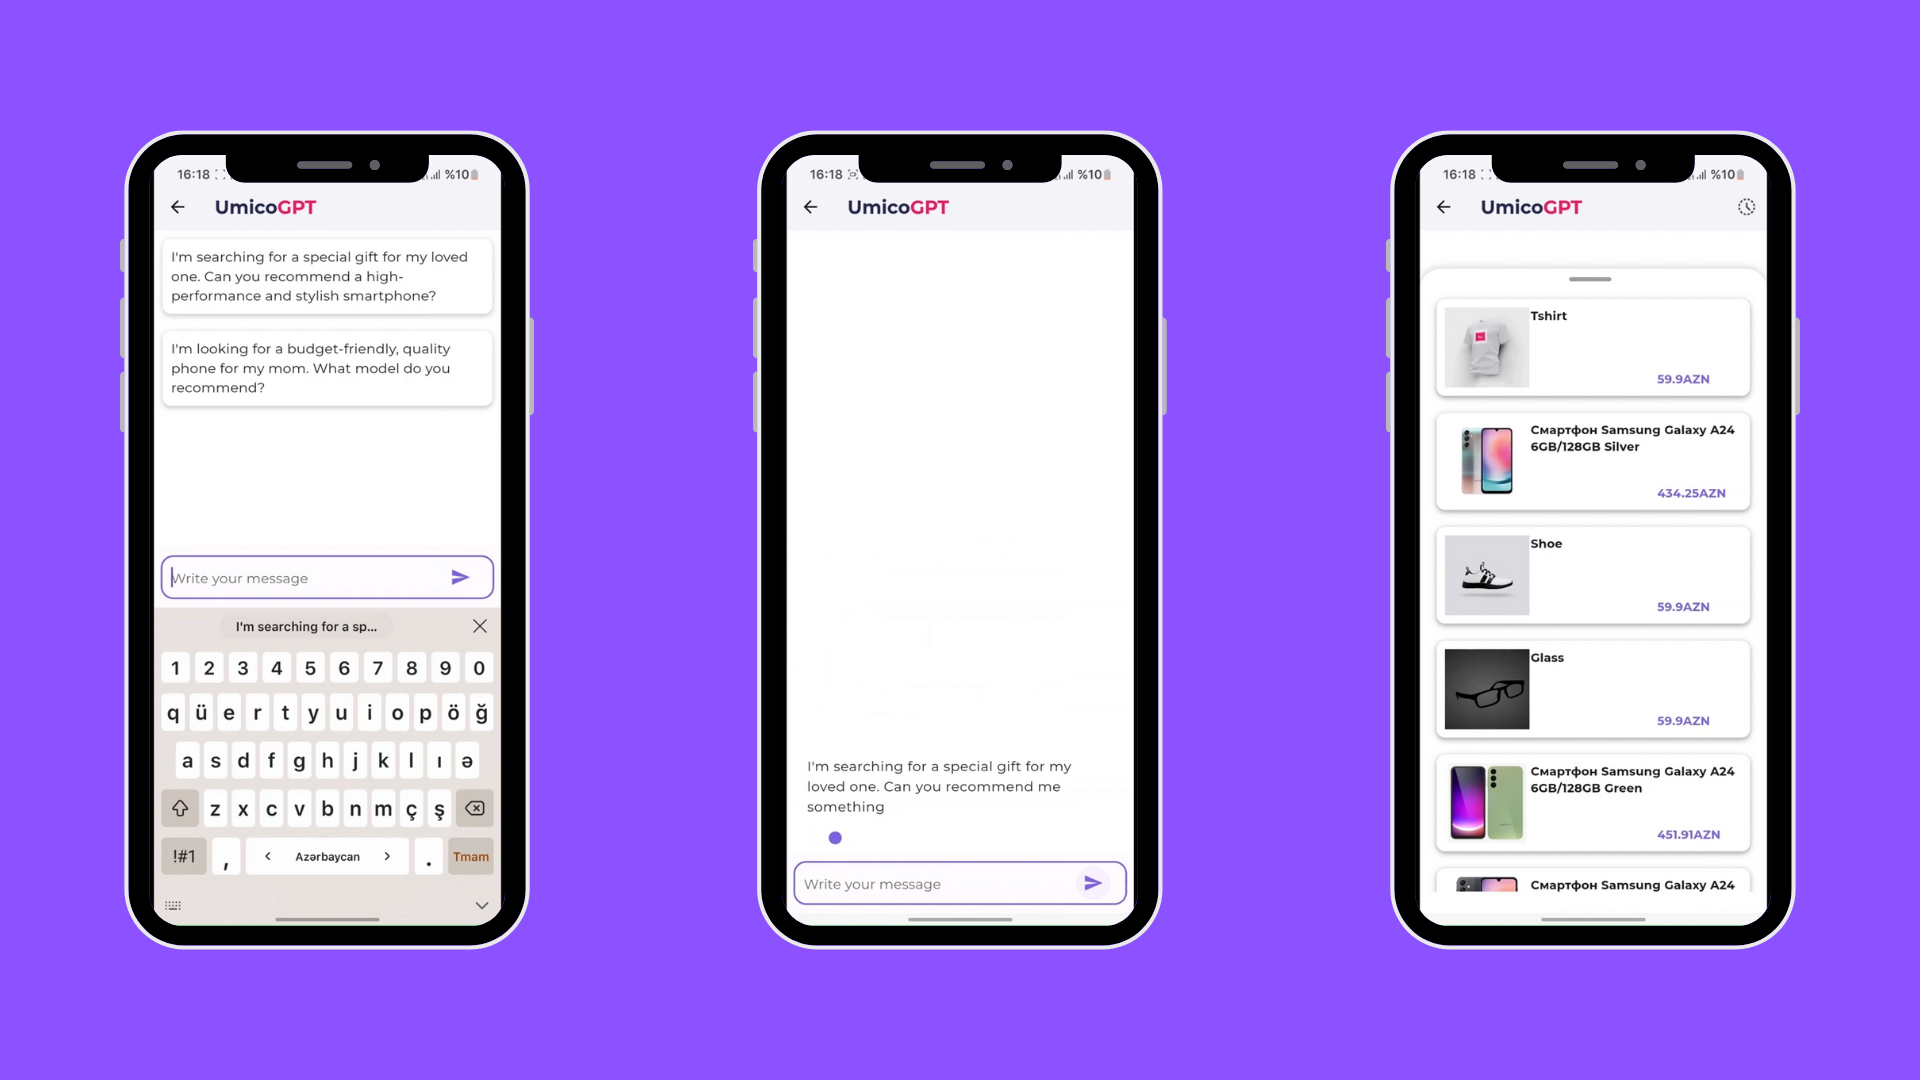 16:18 %10
UmicoGPT
I'm searching for a special gift for my loved
one. Can you recommend a high-
performance and stylish smartphone?
I'm looking for a budget-friendly, quality
phone for my mom. What model do you
recommend?
Write your message
I'm searching for a sp...
1 2 3 4 5 6 7 8 9 0
q ü e r t y u i o p ö ğ
a s d f g h j k l ı ə
z x c v b n m ç ş
!#1 , < Azərbaycan > . Tmam
16:18 %10
UmicoGPT
I'm searching for a special gift for my
loved one. Can you recommend me
something
Write your message
16:18 %10
UmicoGPT
Tshirt
59.9AZN
Смартфон Samsung Galaxy A24
6GB/128GB Silver
434.25AZN
Shoe
59.9AZN
Glass
59.9AZN
Смартфон Samsung Galaxy A24
6GB/128GB Green
451.91AZN
Смартфон Samsung Galaxy A24